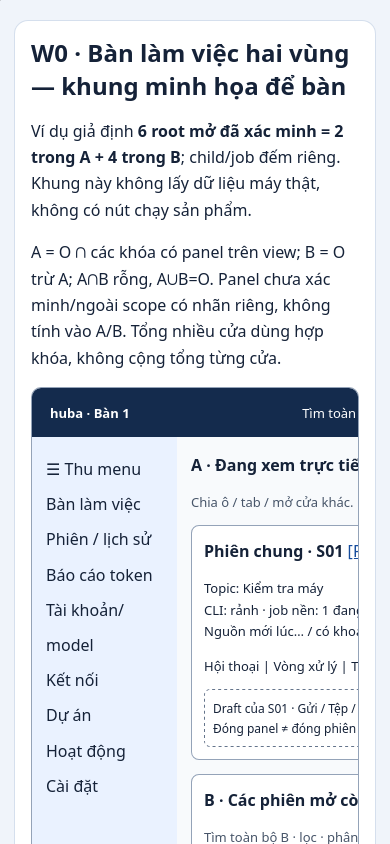 W0 · Bàn làm việc hai vùng
— khung minh họa để bàn
Ví dụ giả định 6 root mở đã xác minh = 2
trong A + 4 trong B; child/job đếm riêng.
Khung này không lấy dữ liệu máy thật,
không có nút chạy sản phẩm.
A = O ∩ các khóa có panel trên view; B = O
trừ A; A∩B rỗng, A∪B=O. Panel chưa xác
minh/ngoài scope có nhãn riêng, không
tính vào A/B. Tổng nhiều cửa dùng hợp
khóa, không cộng tổng từng cửa.
huba · Bàn 1
Tìm toàn
☰ Thu menu
Bàn làm việc
Phiên / lịch sử
Báo cáo token
Tài khoản/
model
Kết nối
Dự án
Hoạt động
Cài đặt
A · Đang xem trực tiế
Chia ô / tab / mở cửa khác.
Phiên chung · S01
Topic: Kiểm tra máy
CLI: rảnh · job nền: 1 đang
Nguồn mới lúc... / có khoả
Hội thoại | Vòng xử lý | T
Draft của S01 · Gửi / Tệp /
Đóng panel ≠ đóng phiên
B · Các phiên mở cò
Tìm toàn bộ B · lọc · phân